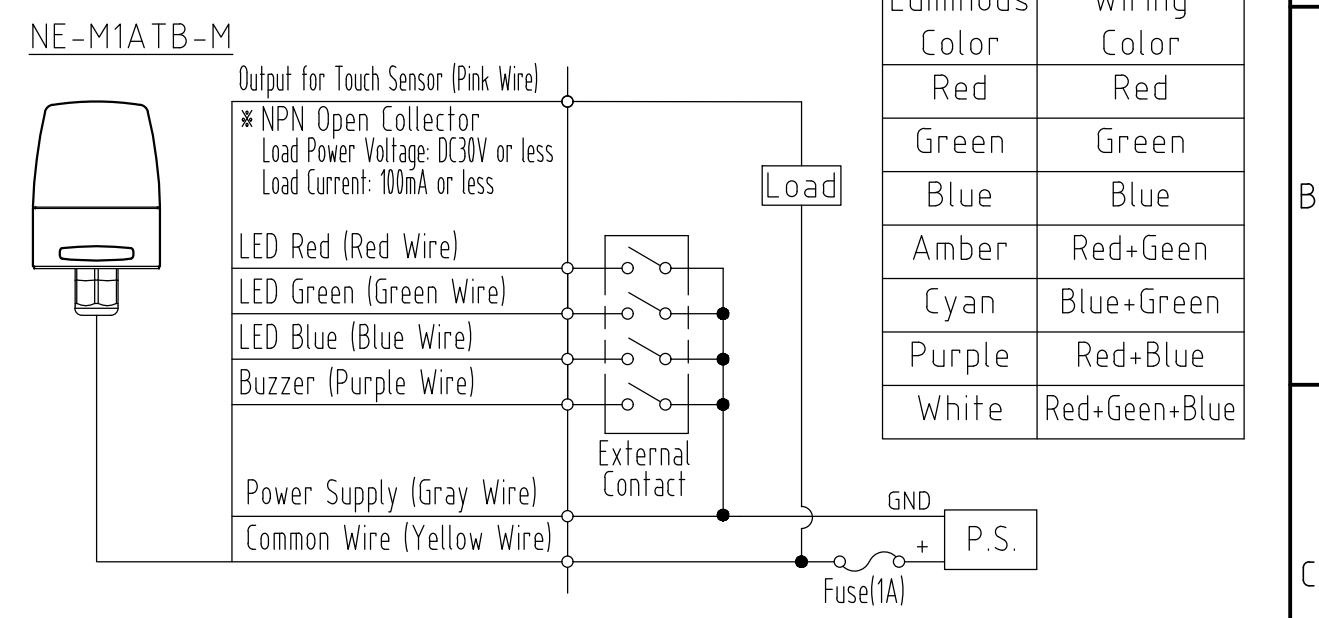 NE-M1ATB-M
Output for Touch Sensor (Pink Wire)
※ NPN Open Collector
Load Power Voltage: DC30V or less
Load Current: 100mA or less
LED Red (Red Wire)
LED Green (Green Wire)
LED Blue (Blue Wire)
Buzzer (Purple Wire)
External
Contact
Power Supply (Gray Wire)
Common Wire (Yellow Wire)
Load
GND
+
P.S.
Fuse(1A)
Luminous Wiring
Color Color
Red Red
Green Green
Blue Blue
Amber Red+Geen
Cyan Blue+Green
Purple Red+Blue
White Red+Geen+Blue
B
C